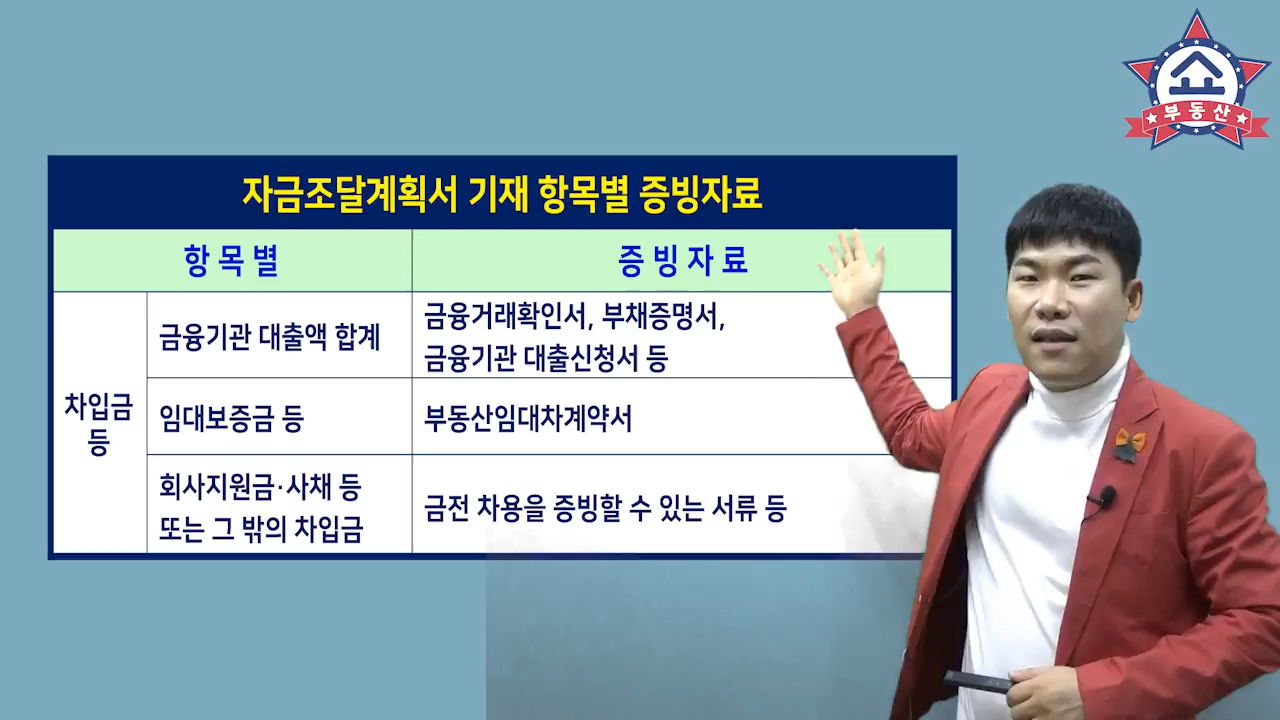 부동산
자금조달계획서 기재 항목별 증빙자료
항 목 별
증 빙 자 료
차입금
등
금융기관 대출액 합계
금융거래확인서, 부채증명서,
금융기관 대출신청서 등
임대보증금 등
부동산임대차계약서
회사지원금·사채 등
또는 그 밖의 차입금
금전 차용을 증빙할 수 있는 서류 등